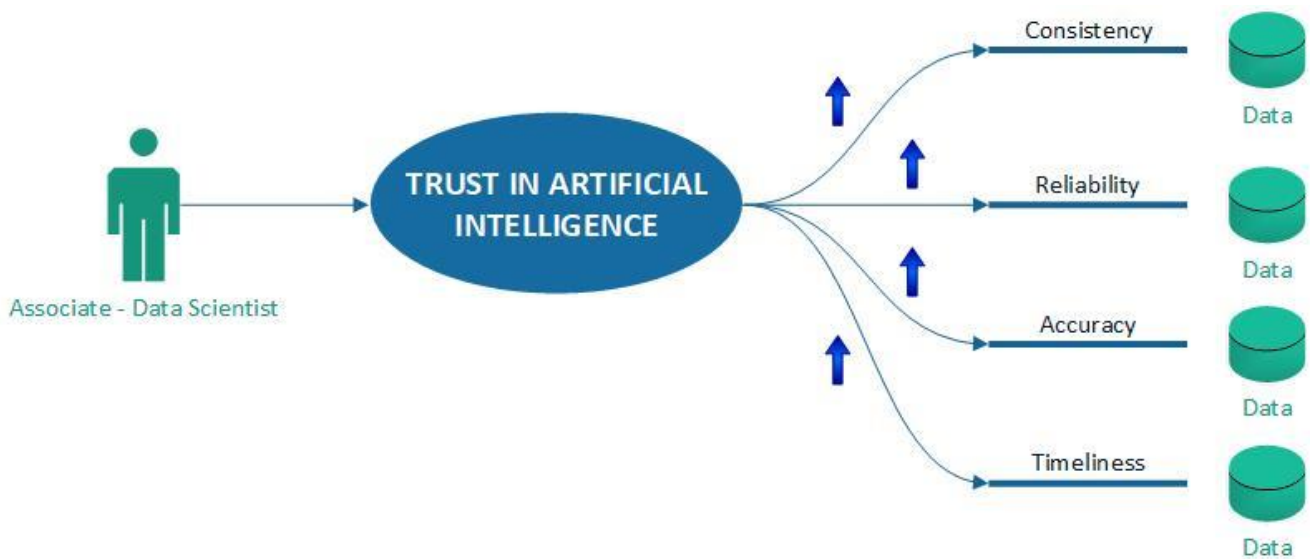 Consistency
Data
TRUST IN ARTIFICIAL
INTELLIGENCE
Reliability
Data
Associate - Data Scientist
Accuracy
Data
Timeliness
Data